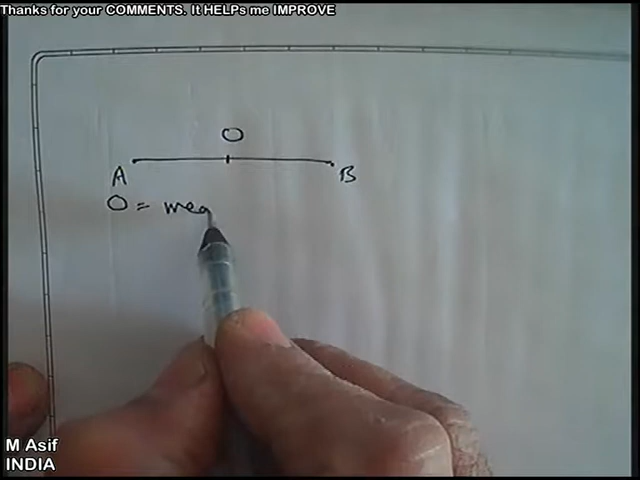 Thanks for your COMMENTS. It HELPs me IMPROVE
O
A B
O = mea
M Asif
INDIA